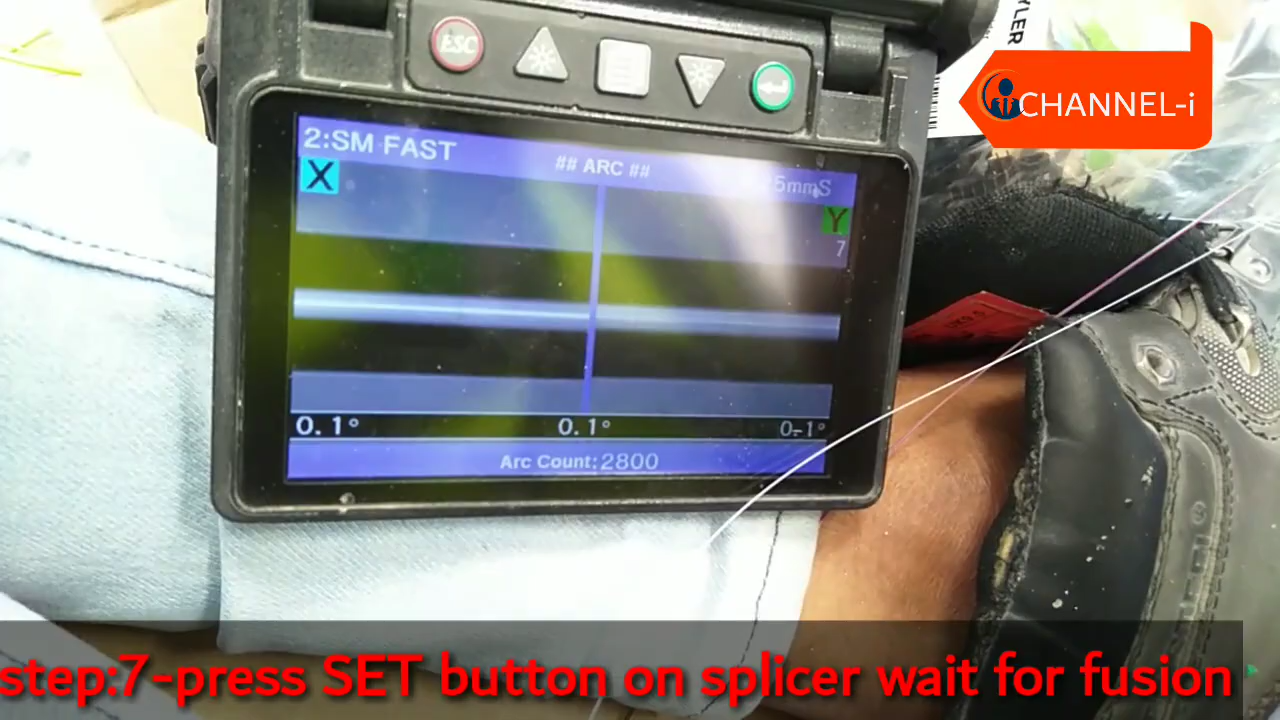 ESC
YLER
CHANNEL-i
2:SM FAST
## ARC ##
5mmS
X
Y
7
0.1°
0.1°
0.1°
Arc Count:2800
step:7-press SET button on splicer wait for fusion